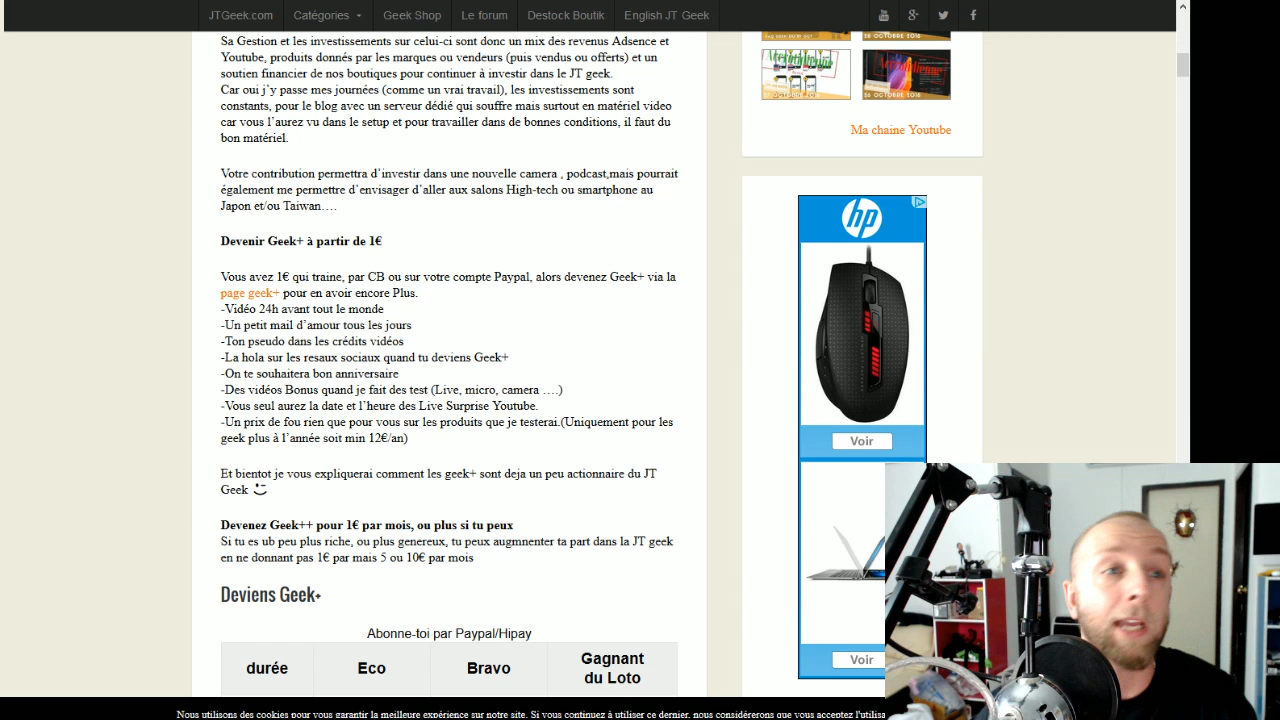 JTGeek.com Catégories Geek Shop Le forum Destock Boutik English JT Geek
Sa Gestion et les investissements sur celui-ci sont donc un mix des revenus Adsence et
Youtube, produits donnés par les marques ou vendeurs (puis vendus ou offerts) et un
soutien financier de nos boutiques pour continuer à investir dans le JT geek.
Car oui j'y passe mes journées (comme un vrai travail), les investissements sont
constants, pour le blog avec un serveur dédié qui souffre mais surtout en matériel video
car vous l'aurez vu dans le setup et pour travailler dans de bonnes conditions, il faut du
bon matériel.
Votre contribution permettra d'investir dans une nouvelle camera , podcast,mais pourrait
également me permettre d'envisager d'aller aux salons High-tech ou smartphone au
Japon et/ou Taiwan….
Devenir Geek+ à partir de 1€
Vous avez 1€ qui traine, par CB ou sur votre compte Paypal, alors devenez Geek+ via la
page geek+ pour en avoir encore Plus.
-Vidéo 24h avant tout le monde
-Un petit mail d'amour tous les jours
-Ton pseudo dans les crédits vidéos
-La hola sur les resaux sociaux quand tu deviens Geek+
-On te souhaitera bon anniversaire
-Des vidéos Bonus quand je fait des test (Live, micro, camera ….)
-Vous seul aurez la date et l'heure des Live Surprise Youtube.
-Un prix de fou rien que pour vous sur les produits que je testerai.(Uniquement pour les
geek plus à l'année soit min 12€/an)
Et bientot je vous expliquerai comment les geek+ sont deja un peu actionnaire du JT
Geek
Devenez Geek++ pour 1€ par mois, ou plus si tu peux
Si tu es ub peu plus riche, ou plus genereux, tu peux augmnenter ta part dans la JT geek
en ne donnant pas 1€ par mais 5 ou 10€ par mois
Deviens Geek+
Abonne-toi par Paypal/Hipay
durée Eco Bravo Gagnant
du Loto
28 OCTOBRE 2016
Ma chaine Youtube
hp
Voir
Voir
Nous utilisons des cookies pour vous garantir la meilleure expérience sur notre site. Si vous continuez à utiliser ce dernier, nous considérerons que vous acceptez l'utilisa